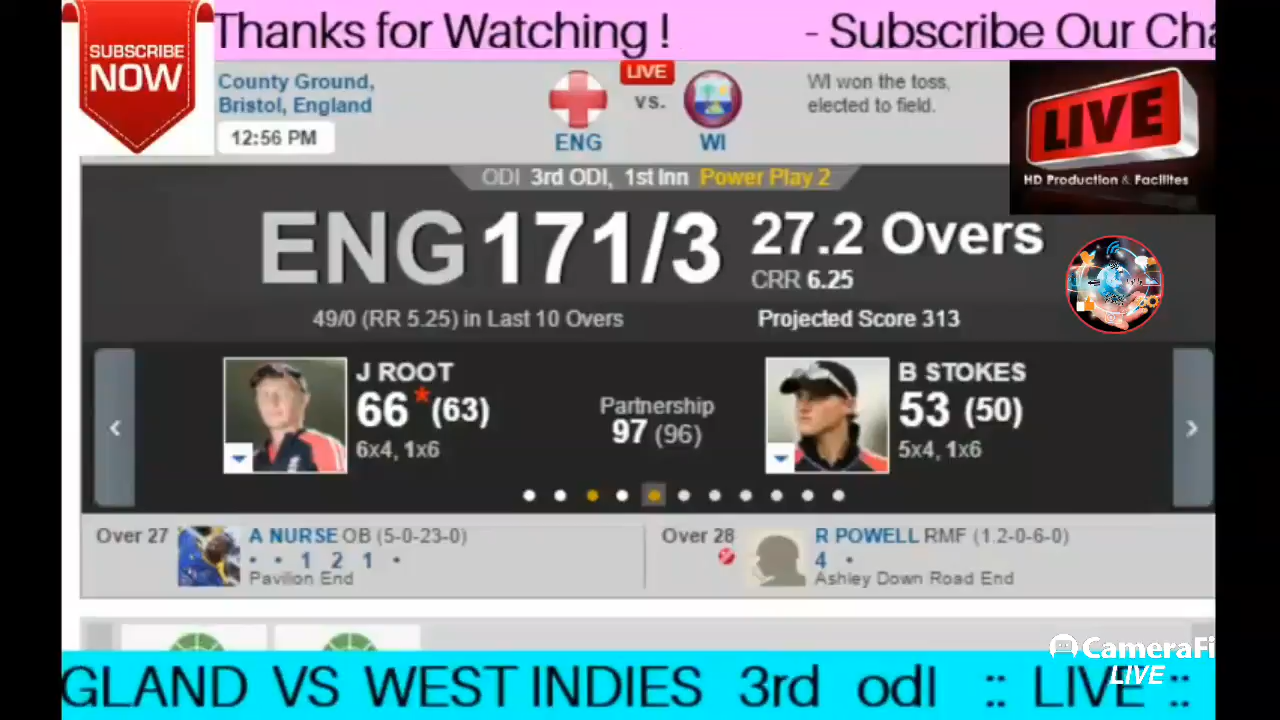 Thanks for Watching ! - Subscribe Our Cha
SUBSCRIBE
NOW
County Ground,
Bristol, England
12:56 PM
LIVE
ENG vs. WI
WI won the toss,
elected to field.
LIVE
HD Production & Facilites
ODI 3rd ODI, 1st Inn Power Play 2
ENG 171/3 27.2 Overs
CRR 6.25
49/0 (RR 5.25) in Last 10 Overs Projected Score 313
J ROOT
66* (63)
6x4, 1x6
Partnership
97 (96)
B STOKES
53 (50)
5x4, 1x6
Over 27 A NURSE OB (5-0-23-0)
• • 1 2 1 •
Pavilion End
Over 28 R POWELL RMF (1.2-0-6-0)
4 •
Ashley Down Road End
CameraFi
LIVE
GLAND VS WEST INDIES 3rd odI :: LIVE ::